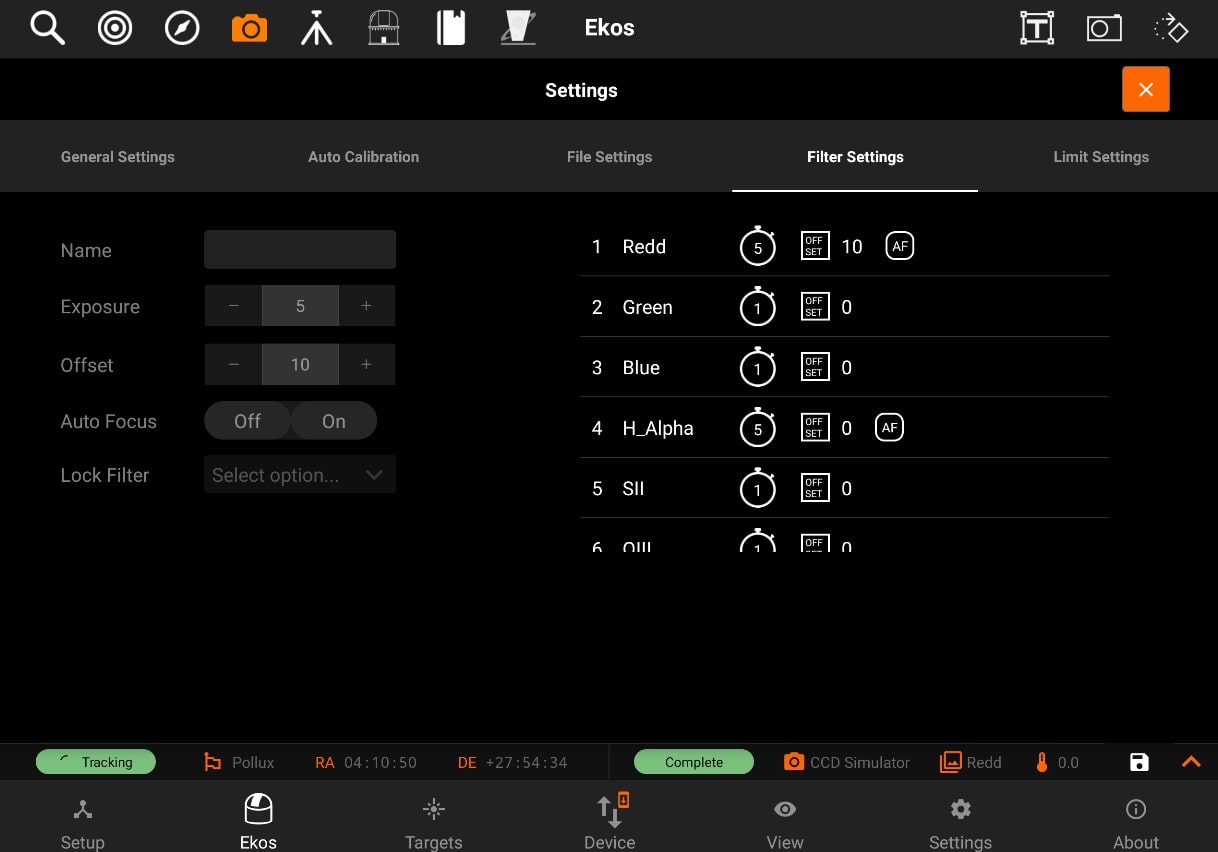 Ekos
T
Settings
General Settings Auto Calibration File Settings Filter Settings Limit Settings
Name
Exposure − 5 +
Offset − 10 +
Auto Focus Off On
Lock Filter Select option...
1 Redd 5 OFF SET 10 AF
2 Green 1 OFF SET 0
3 Blue 1 OFF SET 0
4 H_Alpha 5 OFF SET 0 AF
5 SII 1 OFF SET 0
6 OIII 1 OFF SET 0
Tracking Pollux RA 04:10:50 DE +27:54:34 Complete CCD Simulator Redd 0.0
Setup Ekos Targets Device View Settings About